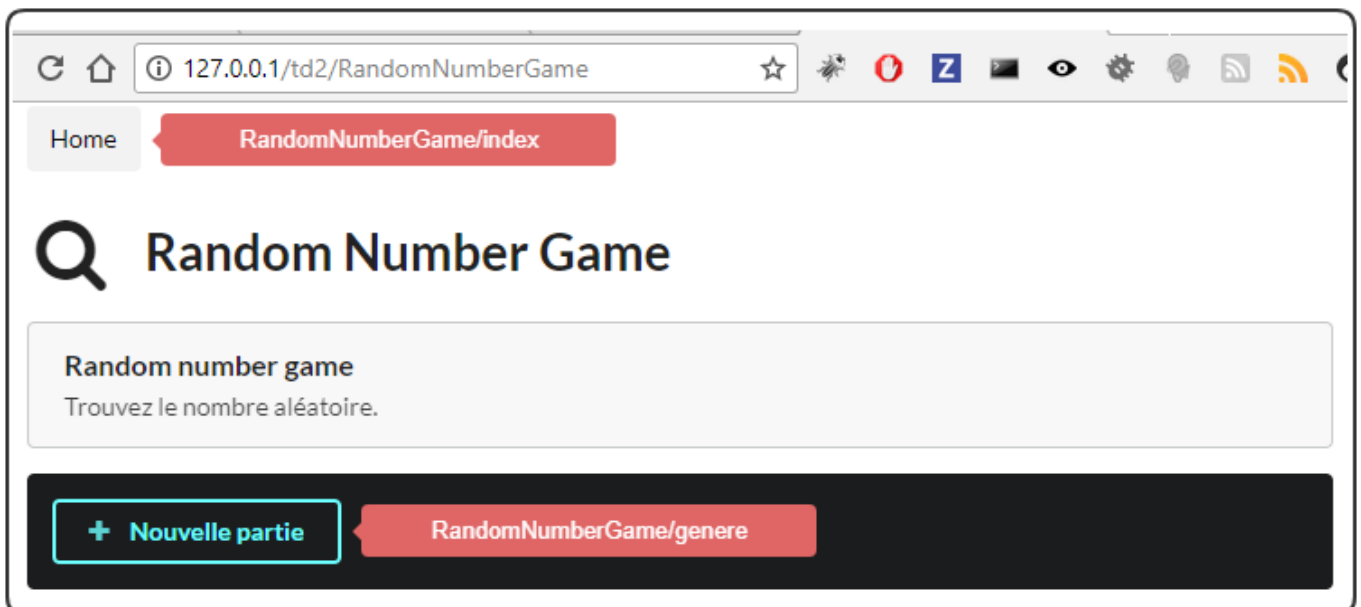 127.0.0.1/td2/RandomNumberGame
Z
Home
RandomNumberGame/index
Random Number Game
Random number game
Trouvez le nombre aléatoire.
Nouvelle partie
RandomNumberGame/genere